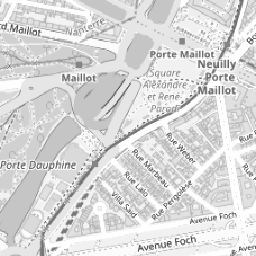 rd Maillot
Nanterre
Porte Maillot
Maillot
Square
Alexandre
et René-
Parodi
Neuilly
Porte
Maillot
Porte Dauphine
Rue Weber
Rue Marbeau
Rue Lalo
Rue Pergolèse
Villa Saïd
Avenue Foch
Avenue Foch